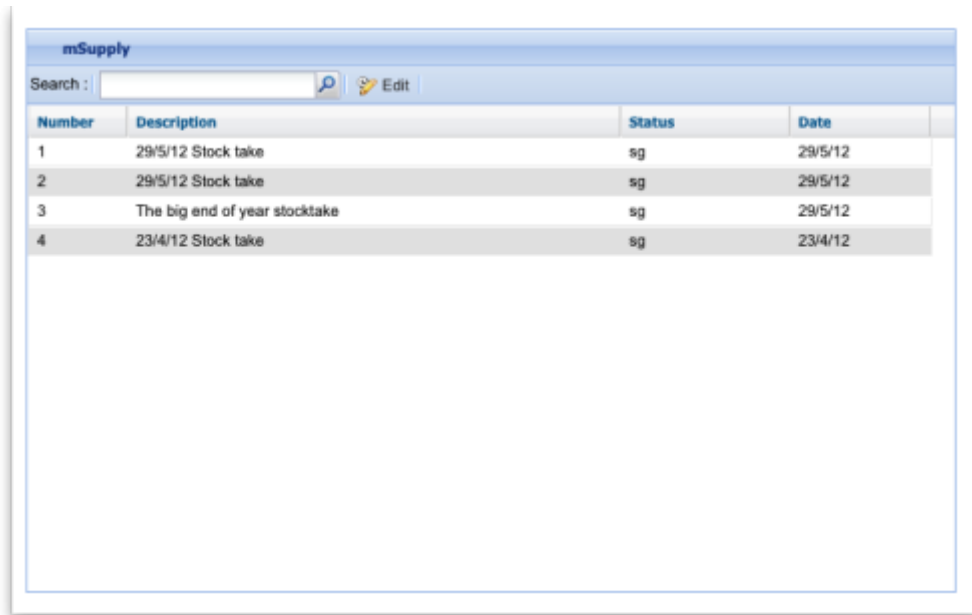 mSupply
Search : Edit
Number Description Status Date
1 29/5/12 Stock take sg 29/5/12
2 29/5/12 Stock take sg 29/5/12
3 The big end of year stocktake sg 29/5/12
4 23/4/12 Stock take sg 23/4/12